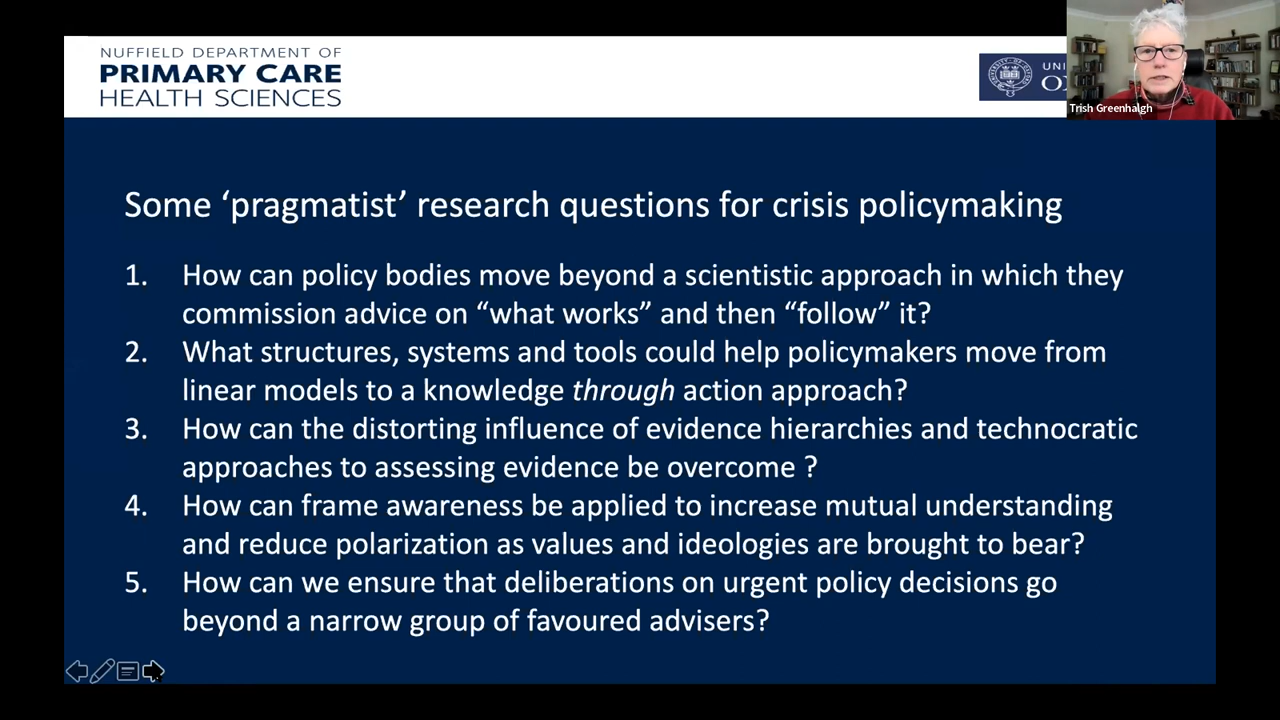 NUFFIELD DEPARTMENT OF
PRIMARY CARE
HEALTH SCIENCES
Trish Greenhalgh
Some ‘pragmatist’ research questions for crisis policymaking
1. How can policy bodies move beyond a scientistic approach in which they
commission advice on “what works” and then “follow” it?
2. What structures, systems and tools could help policymakers move from
linear models to a knowledge through action approach?
3. How can the distorting influence of evidence hierarchies and technocratic
approaches to assessing evidence be overcome ?
4. How can frame awareness be applied to increase mutual understanding
and reduce polarization as values and ideologies are brought to bear?
5. How can we ensure that deliberations on urgent policy decisions go
beyond a narrow group of favoured advisers?